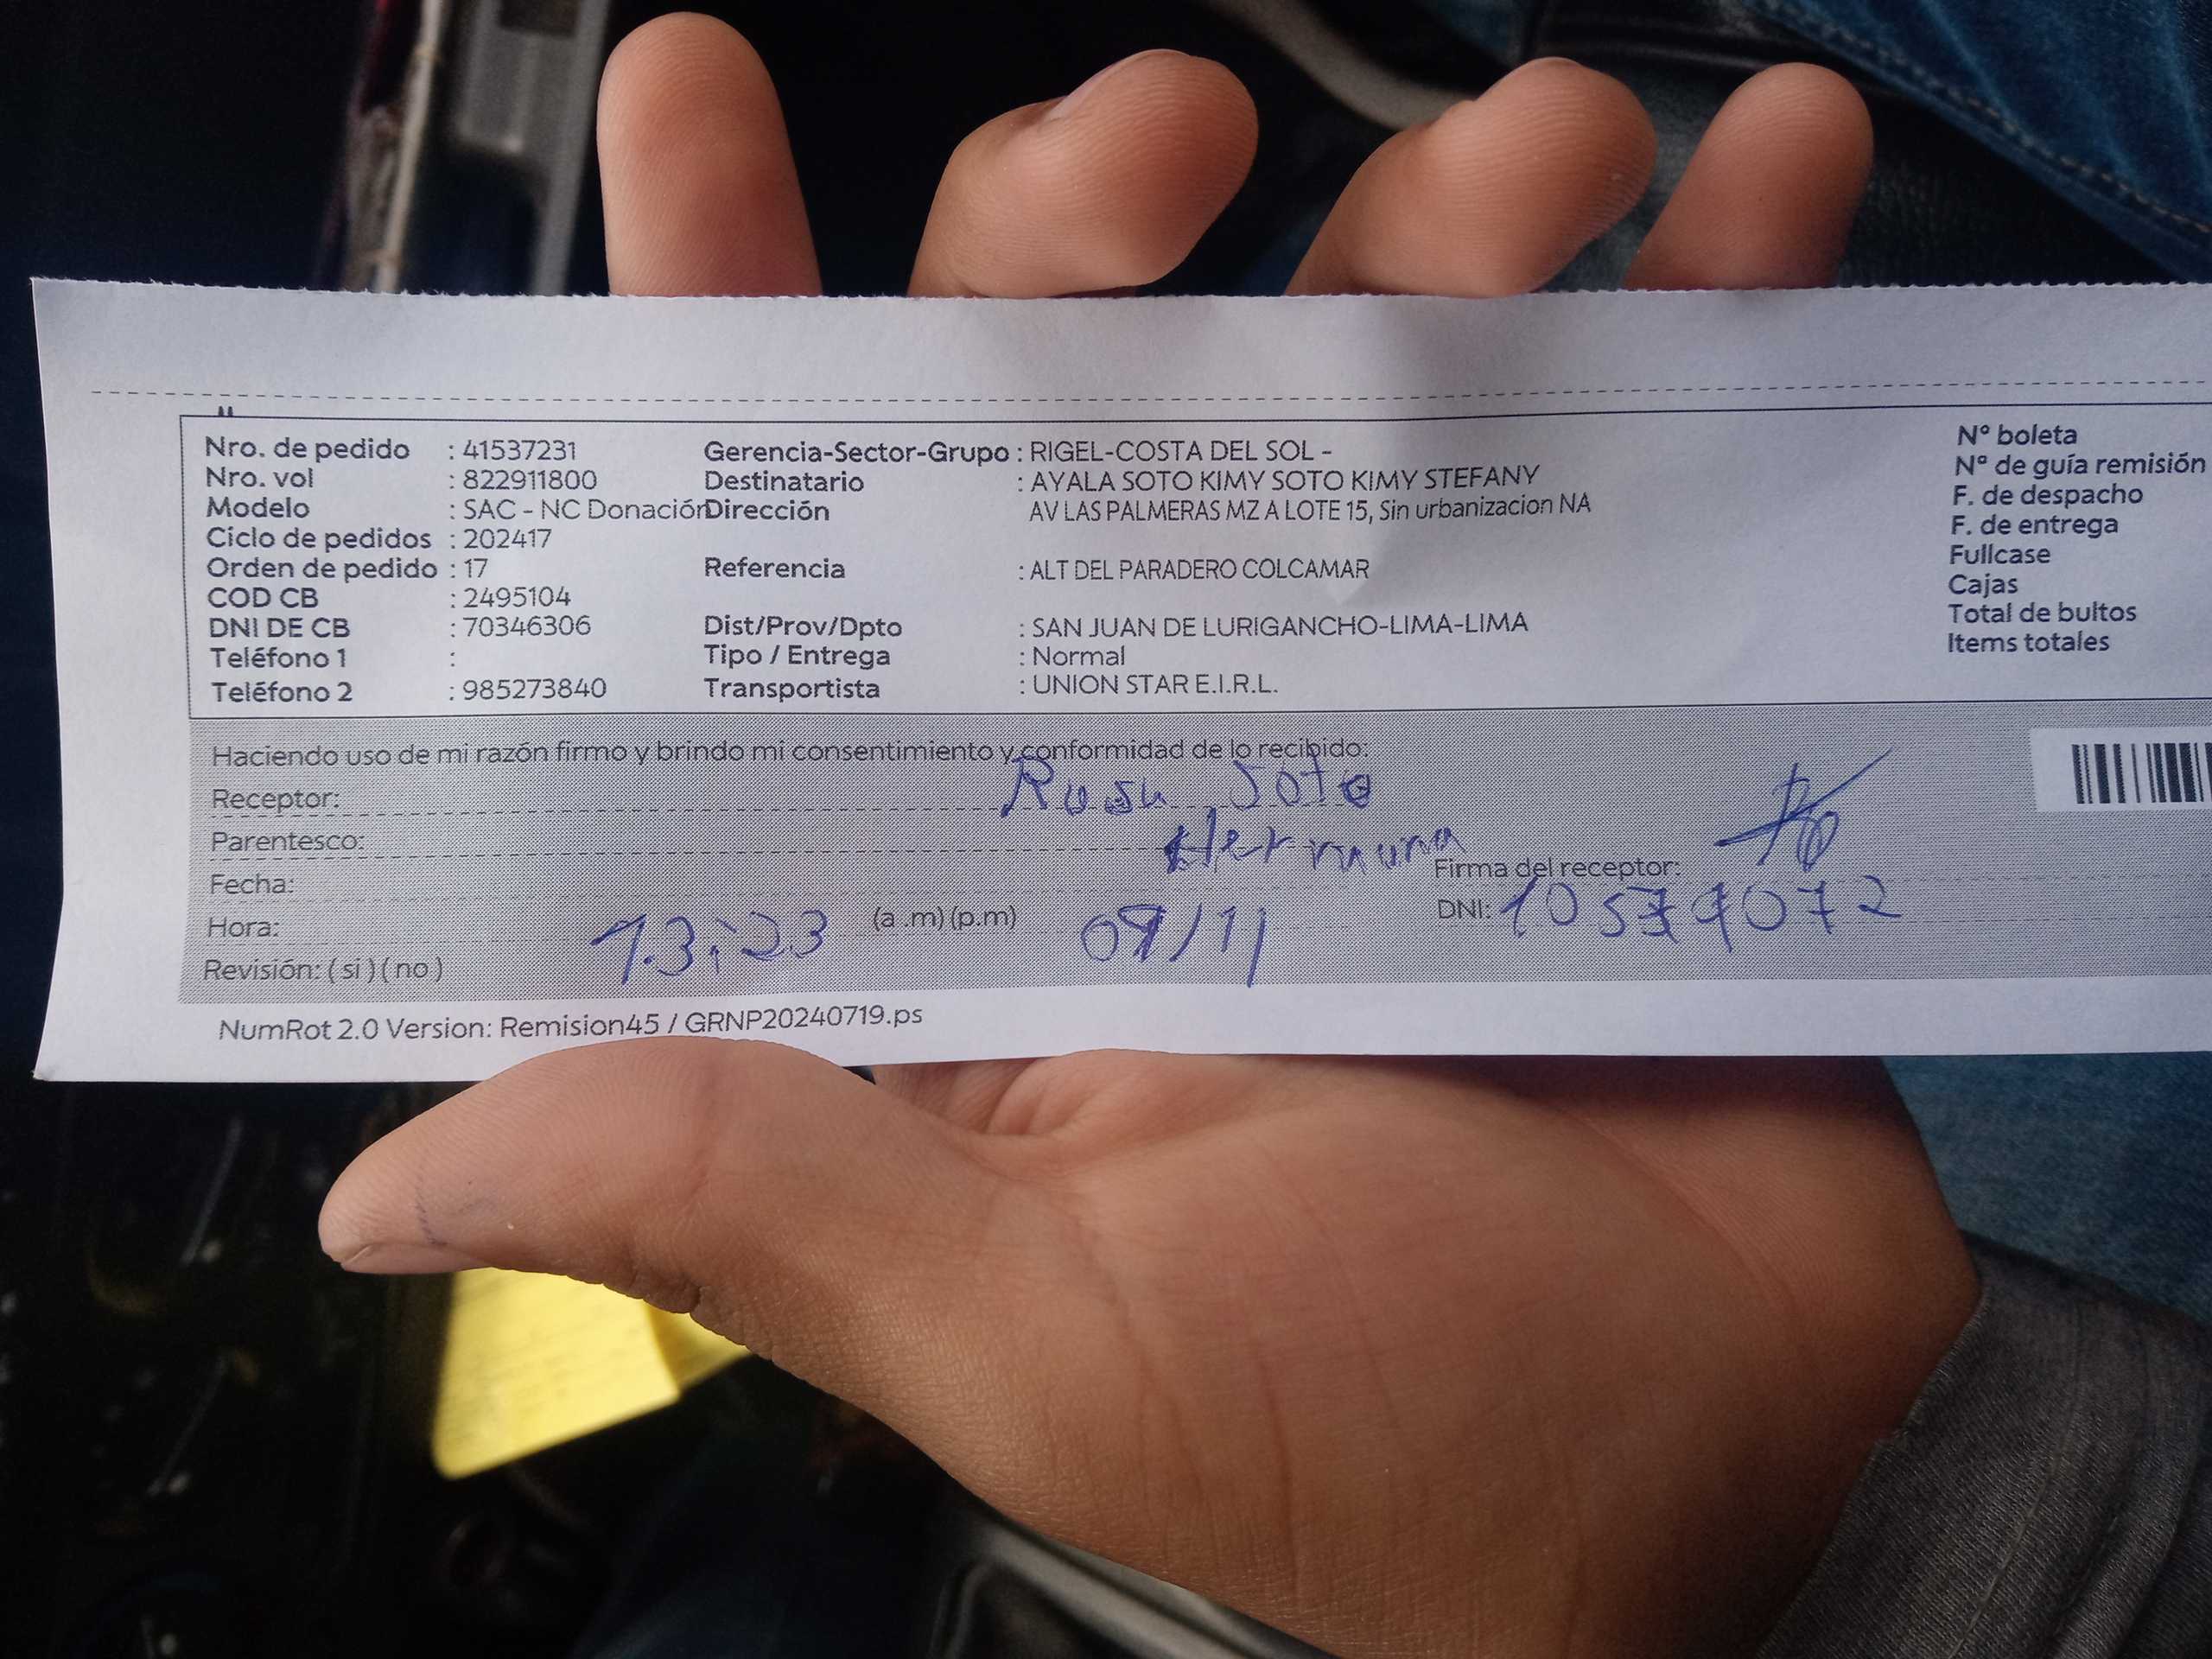 Nro. de pedido : 41537231 Gerencia-Sector-Grupo : RIGEL-COSTA DEL SOL - N° boleta
Nro. vol : 822911800 Destinatario : AYALA SOTO KIMY SOTO KIMY STEFANY N° de guía remisión
Modelo : SAC - NC Donación Dirección AV LAS PALMERAS MZ A LOTE 15, Sin urbanizacion NA F. de despacho
Ciclo de pedidos : 202417 F. de entrega
Orden de pedido : 17 Referencia : ALT DEL PARADERO COLCAMAR Fullcase
COD CB : 2495104 Cajas
DNI DE CB : 70346306 Dist/Prov/Dpto : SAN JUAN DE LURIGANCHO-LIMA-LIMA Total de bultos
Teléfono 1 : Tipo / Entrega : Normal Items totales
Teléfono 2 : 985273840 Transportista : UNION STAR E.I.R.L.
Haciendo uso de mi razón firmo y brindo mi consentimiento y conformidad de lo recibido:
Receptor: Rosa Soto
Parentesco: Hermana
Fecha: Firma del receptor:
Hora: 13:23 (a .m) (p.m) 09/11 DNI:
Revisión: ( si ) ( no )
NumRot 2.0 Version: Remision45 / GRNP20240719.ps